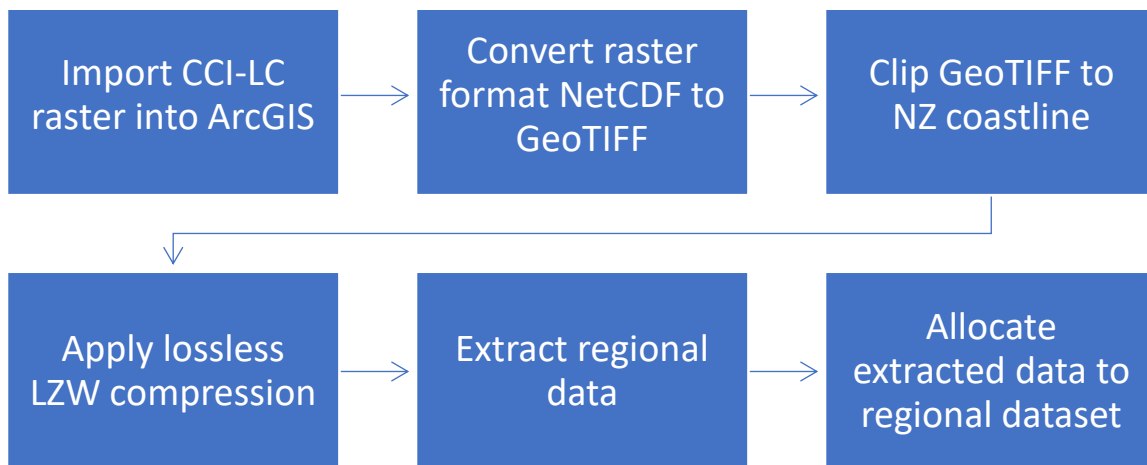 Import CCI-LC
raster into ArcGIS
Convert raster
format NetCDF to
GeoTIFF
Clip GeoTIFF to
NZ coastline
Apply lossless
LZW compression
Extract regional
data
Allocate
extracted data to
regional dataset